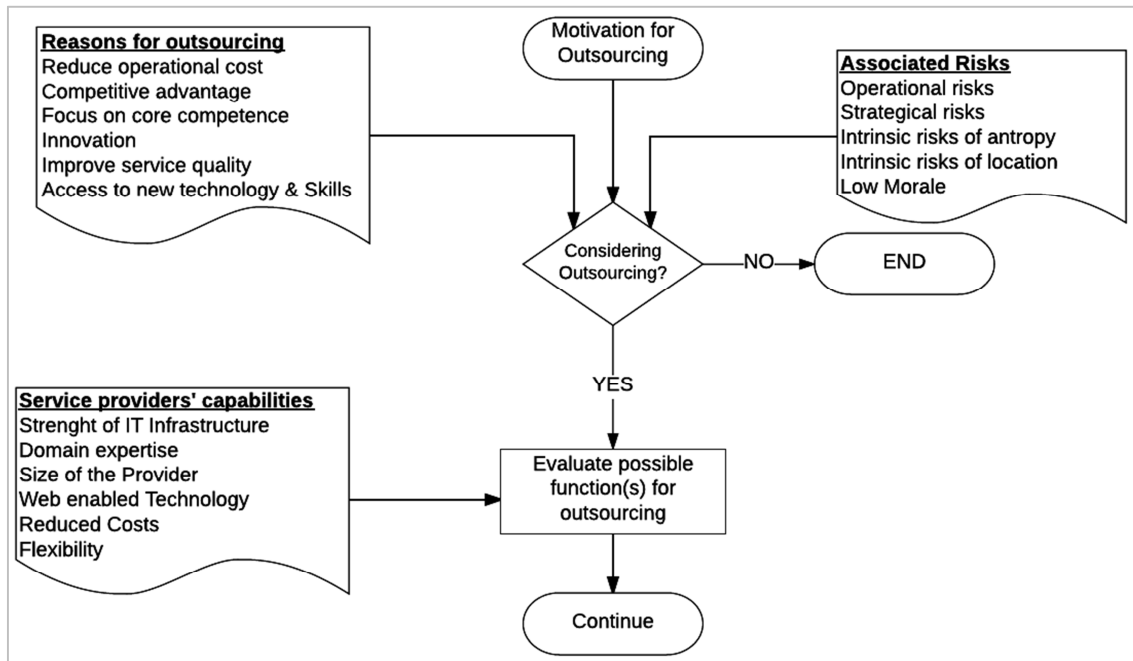 Motivation for
Outsourcing
Reasons for outsourcing
Reduce operational cost
Competitive advantage
Focus on core competence
Innovation
Improve service quality
Access to new technology & Skills
Associated Risks
Operational risks
Strategical risks
Intrinsic risks of antropy
Intrinsic risks of location
Low Morale
Considering
Outsourcing?
NO
END
YES
Service providers' capabilities
Strenght of IT Infrastructure
Domain expertise
Size of the Provider
Web enabled Technology
Reduced Costs
Flexibility
Evaluate possible
function(s) for
outsourcing
Continue